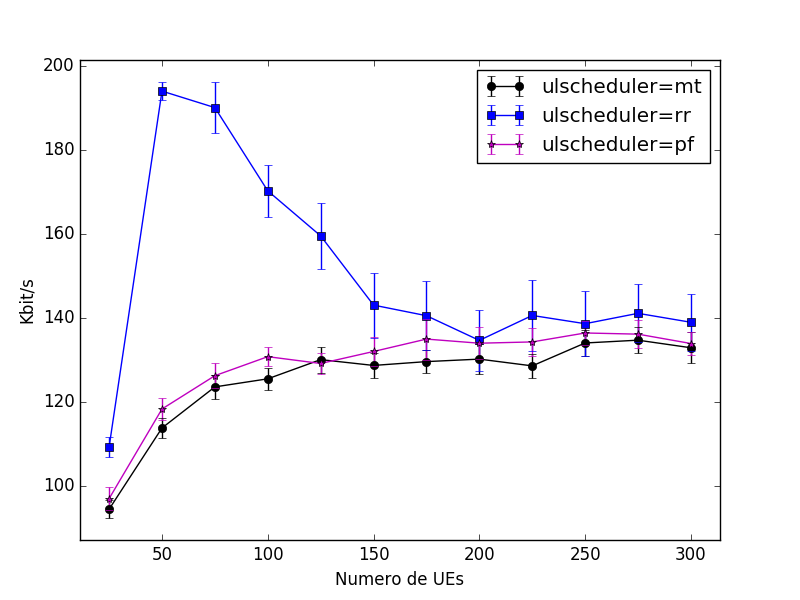 200
180
160
140
120
100
Kbit/s
ulscheduler=mt
ulscheduler=rr
ulscheduler=pf
50 100 150 200 250 300
Numero de UEs